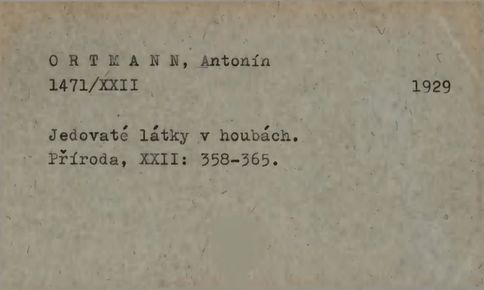 O R T M A N N, Antonín
1471/XXII 1929
Jedovaté látky v houbách.
Příroda, XXII: 358-365.